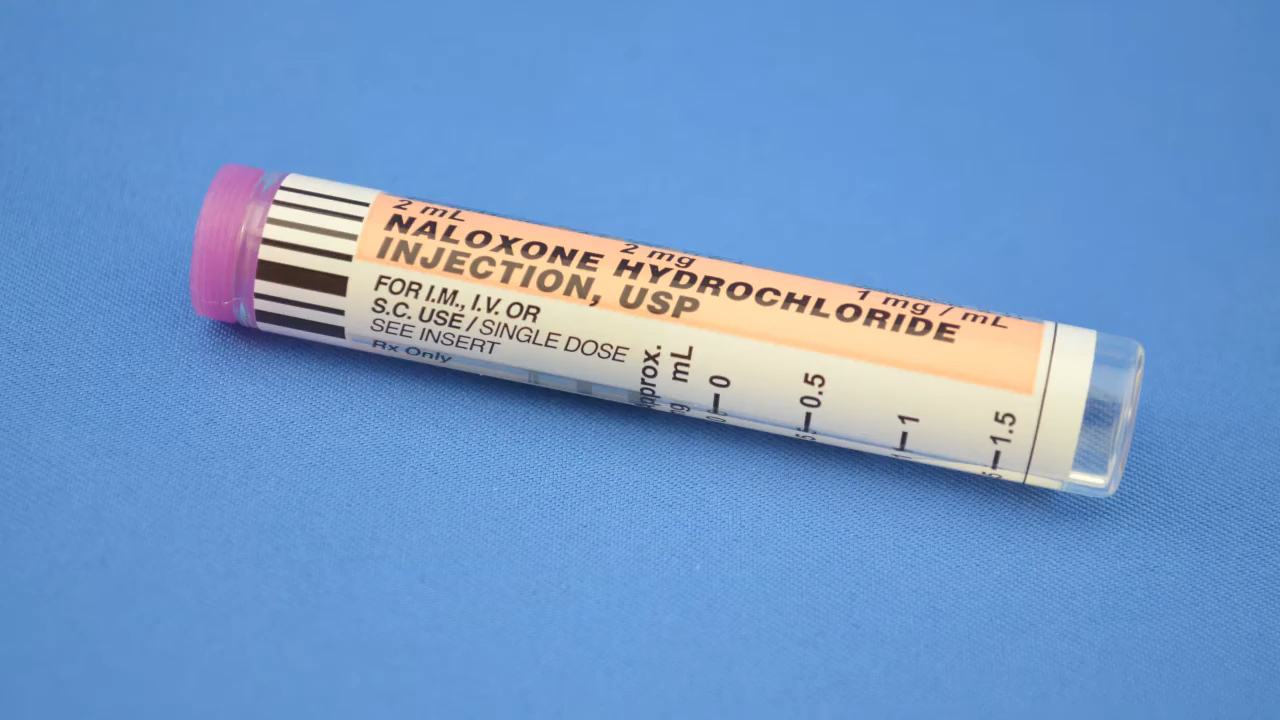 2 mL 2 mg 1 mg / mL
NALOXONE HYDROCHLORIDE
INJECTION, USP
FOR I.M., I.V. OR
S.C. USE / SINGLE DOSE
SEE INSERT
Rx Only
mL
0
0.5
1
1.5